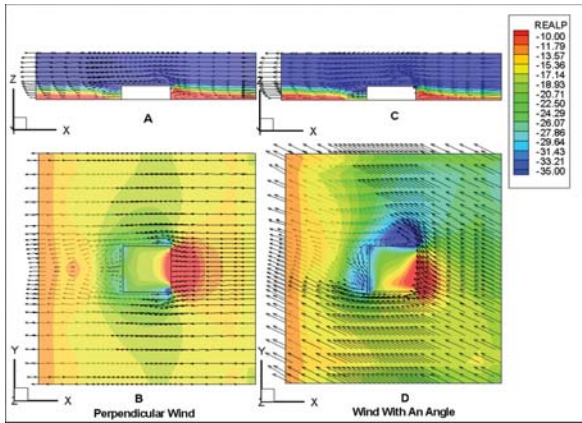 REALP
-10.00
-11.79
-13.57
-15.36
-17.14
-18.93
-20.71
-22.50
-24.29
-26.07
-27.86
-29.64
-31.43
-33.21
-35.00
Z
X
A
Z
X
C
Y
Z
X
B
Perpendicular Wind
Y
Z
X
D
Wind With An Angle